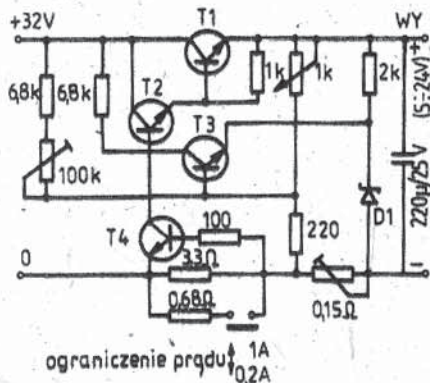 +32V
T1
WY
6,8k
6,8k
T2
1k
1k
2k
(5÷24V)
+
T3
100k
220µ/25 V
T4
100
220
D1
0
3,3Ω
-
0,68Ω
0,15Ω
1A
ograniczenie prądu
0.2A